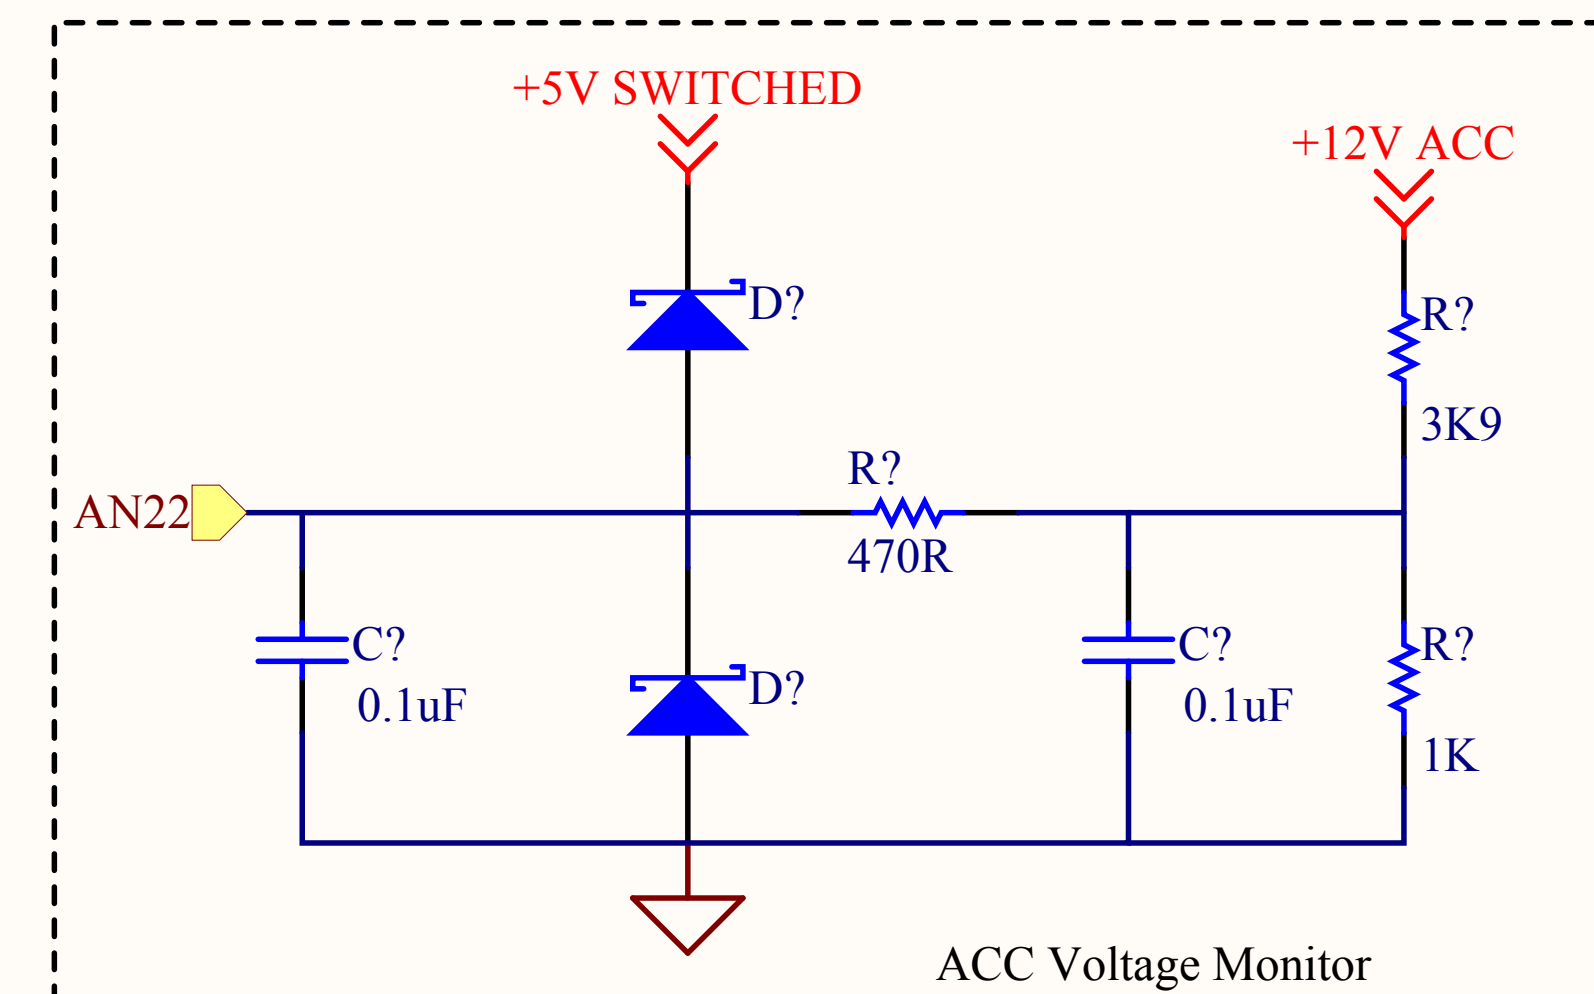 +5V SWITCHED
+12V ACC
D?
R?
3K9
R?
AN22
470R
C?
0.1uF
D?
C?
0.1uF
R?
1K
ACC Voltage Monitor